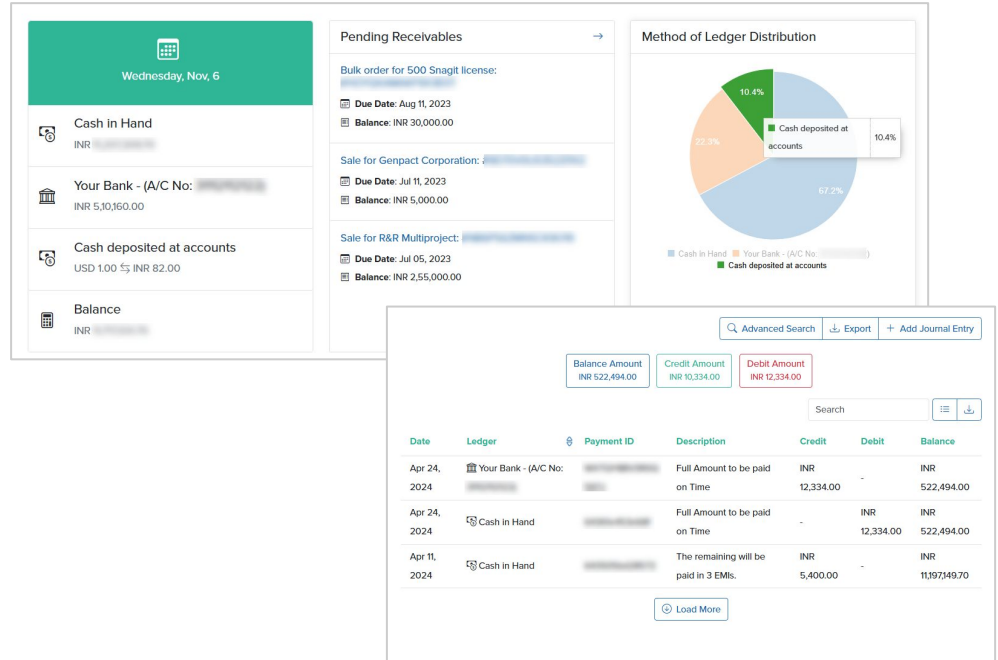 Wednesday, Nov, 6
Cash in Hand
INR
Your Bank - (A/C No:
INR 5,10,160.00
Cash deposited at accounts
USD 1.00 ⇆ INR 82.00
Balance
INR
Pending Receivables →
Bulk order for 500 Snagit license:
Due Date: Aug 11, 2023
Balance: INR 30,000.00
Sale for Genpact Corporation:
Due Date: Jul 11, 2023
Balance: INR 5,000.00
Sale for R&R Multiproject:
Due Date: Jul 05, 2023
Balance: INR 2,55,000.00
Method of Ledger Distribution
10.4%
Cash deposited at
accounts
10.4%
22.3%
67.2%
Cash in Hand Your Bank - (A/C No: )
Cash deposited at accounts
Advanced Search Export + Add Journal Entry
Balance Amount Credit Amount Debit Amount
INR 522,494.00 INR 10,334.00 INR 12,334.00
Search
Date Ledger Payment ID Description Credit Debit Balance
Apr 24, Your Bank - (A/C No: Full Amount to be paid INR INR
2024 on Time 12,334.00 - 522,494.00
Apr 24, Full Amount to be paid INR INR
2024 Cash in Hand on Time - 12,334.00 522,494.00
Apr 11, The remaining will be INR INR
2024 Cash in Hand paid in 3 EMIs. 5,400.00 - 11,197,149.70
Load More